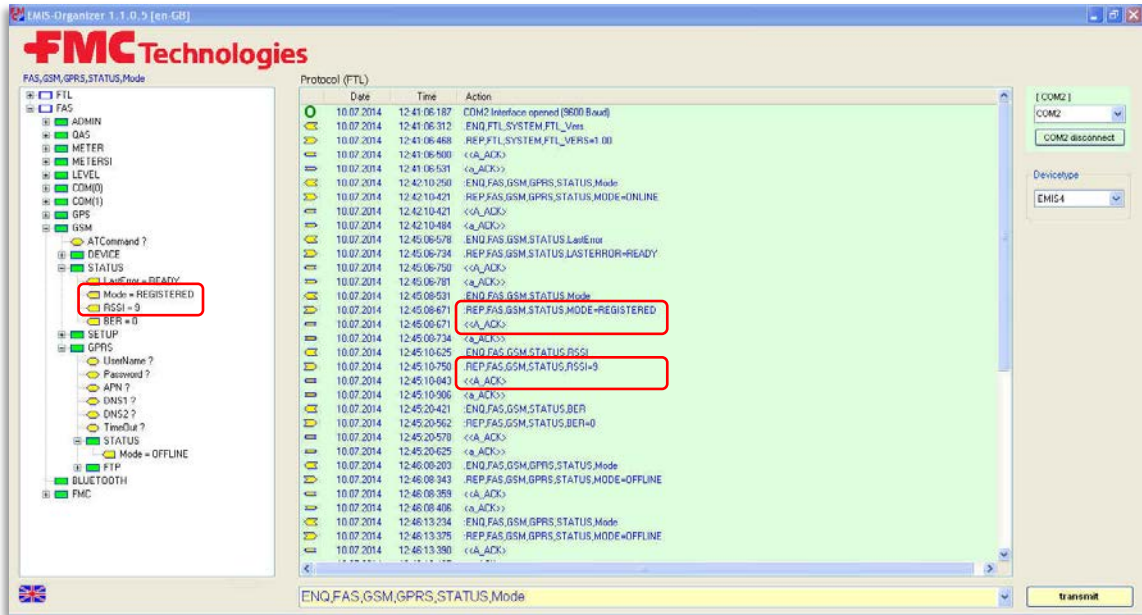 EMIS-Organizer 1.1.0.5 [en-GB]
FMC Technologies
FAS,GSM,GPRS,STATUS,Mode
FTL
FAS
ADMIN
QAS
METER
METERSI
LEVEL
COM(0)
COM(1)
GPS
GSM
ATCommand ?
DEVICE
STATUS
LastError = READY
Mode = REGISTERED
RSSI = 9
BER = 0
SETUP
GPRS
UserName ?
Password ?
APN ?
DNS1 ?
DNS2 ?
TimeOut ?
STATUS
Mode = OFFLINE
FTP
BLUETOOTH
FMC
Protocol (FTL)
Date Time Action
10.07.2014 12:41:06-187 COM2 Interface opened (9600 Baud)
10.07.2014 12:41:06-312 :ENQ,FTL,SYSTEM,FTL_Vers
10.07.2014 12:41:06-468 :REP,FTL,SYSTEM,FTL_VERS=1.00
10.07.2014 12:41:06-500 <<A_ACK>
10.07.2014 12:41:06-531 <a_ACK>>
10.07.2014 12:42:10-250 :ENQ,FAS,GSM,GPRS,STATUS,Mode
10.07.2014 12:42:10-421 :REP,FAS,GSM,GPRS,STATUS,MODE=ONLINE
10.07.2014 12:42:10-421 <<A_ACK>
10.07.2014 12:42:10-484 <a_ACK>>
10.07.2014 12:45:06-578 :ENQ,FAS,GSM,STATUS,LastError
10.07.2014 12:45:06-734 :REP,FAS,GSM,STATUS,LASTERROR=READY
10.07.2014 12:45:06-750 <<A_ACK>
10.07.2014 12:45:06-781 <a_ACK>>
10.07.2014 12:45:08-531 :ENQ,FAS,GSM,STATUS,Mode
10.07.2014 12:45:08-671 :REP,FAS,GSM,STATUS,MODE=REGISTERED
10.07.2014 12:45:08-671 <<A_ACK>
10.07.2014 12:45:08-734 <a_ACK>>
10.07.2014 12:45:10-625 :ENQ,FAS,GSM,STATUS,RSSI
10.07.2014 12:45:10-750 :REP,FAS,GSM,STATUS,RSSI=9
10.07.2014 12:45:10-843 <<A_ACK>
10.07.2014 12:45:10-906 <a_ACK>>
10.07.2014 12:45:20-421 :ENQ,FAS,GSM,STATUS,BER
10.07.2014 12:45:20-562 :REP,FAS,GSM,STATUS,BER=0
10.07.2014 12:45:20-578 <<A_ACK>
10.07.2014 12:45:20-625 <a_ACK>>
10.07.2014 12:46:08-203 :ENQ,FAS,GSM,GPRS,STATUS,Mode
10.07.2014 12:46:08-343 :REP,FAS,GSM,GPRS,STATUS,MODE=OFFLINE
10.07.2014 12:46:08-359 <<A_ACK>
10.07.2014 12:46:08-406 <a_ACK>>
10.07.2014 12:46:13-234 :ENQ,FAS,GSM,GPRS,STATUS,Mode
10.07.2014 12:46:13-375 :REP,FAS,GSM,GPRS,STATUS,MODE=OFFLINE
10.07.2014 12:46:13-390 <<A_ACK>
[COM2]
COM2
COM2 disconnect
Devicetype
EMIS4
ENQ,FAS,GSM,GPRS,STATUS,Mode
transmit